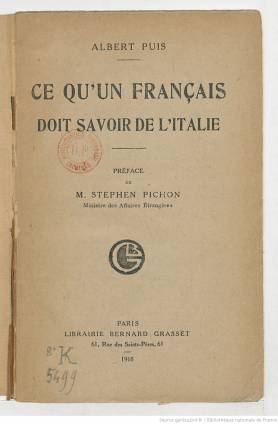 ALBERT PUIS
CE QU'UN FRANÇAIS
DOIT SAVOIR DE L'ITALIE
PRÉFACE
DE
M. STEPHEN PICHON
Ministre des Affaires Étrangères
PARIS
LIBRAIRIE BERNARD GRASSET
61, Rue des Saints-Pères, 61
1918
8° K
5499
Source gallica.bnf.fr / Bibliothèque nationale de France